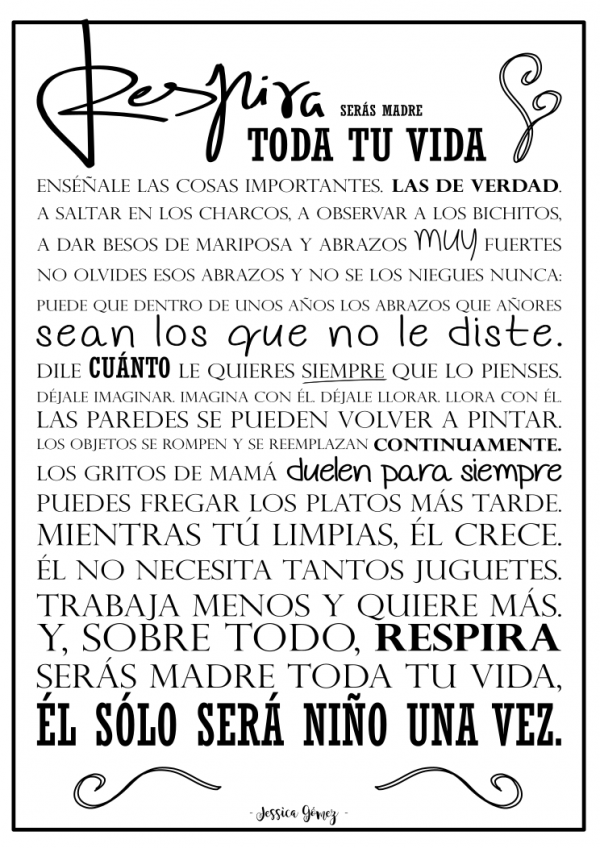 Respira SERÁS MADRE
TODA TU VIDA
ENSÉÑALE LAS COSAS IMPORTANTES. LAS DE VERDAD.
A SALTAR EN LOS CHARCOS, A OBSERVAR A LOS BICHITOS,
A DAR BESOS DE MARIPOSA Y ABRAZOS MUY FUERTES
NO OLVIDES ESOS ABRAZOS Y NO SE LOS NIEGUES NUNCA:
PUEDE QUE DENTRO DE UNOS AÑOS LOS ABRAZOS QUE AÑORES
sean los que no le diste.
DILE CUÁNTO LE QUIERES SIEMPRE QUE LO PIENSES.
DÉJALE IMAGINAR. IMAGINA CON ÉL. DÉJALE LLORAR. LLORA CON ÉL.
LAS PAREDES SE PUEDEN VOLVER A PINTAR.
LOS OBJETOS SE ROMPEN Y SE REEMPLAZAN CONTINUAMENTE.
LOS GRITOS DE MAMÁ duelen para siempre
PUEDES FREGAR LOS PLATOS MÁS TARDE.
MIENTRAS TÚ LIMPIAS, ÉL CRECE.
ÉL NO NECESITA TANTOS JUGUETES.
TRABAJA MENOS Y QUIERE MÁS.
Y, SOBRE TODO, RESPIRA
SERÁS MADRE TODA TU VIDA,
ÉL SÓLO SERÁ NIÑO UNA VEZ.
- Jessica Gómez -